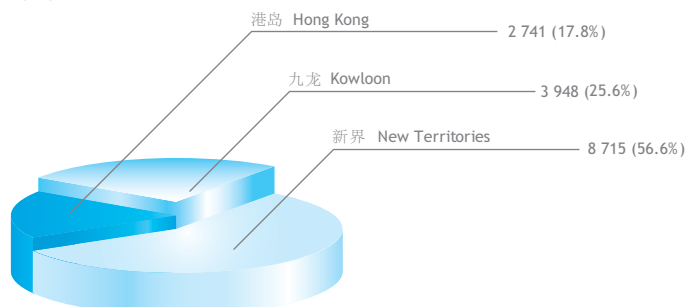 港岛 Hong Kong 2 741 (17.8%)
九龙 Kowloon 3 948 (25.6%)
新界 New Territories 8 715 (56.6%)